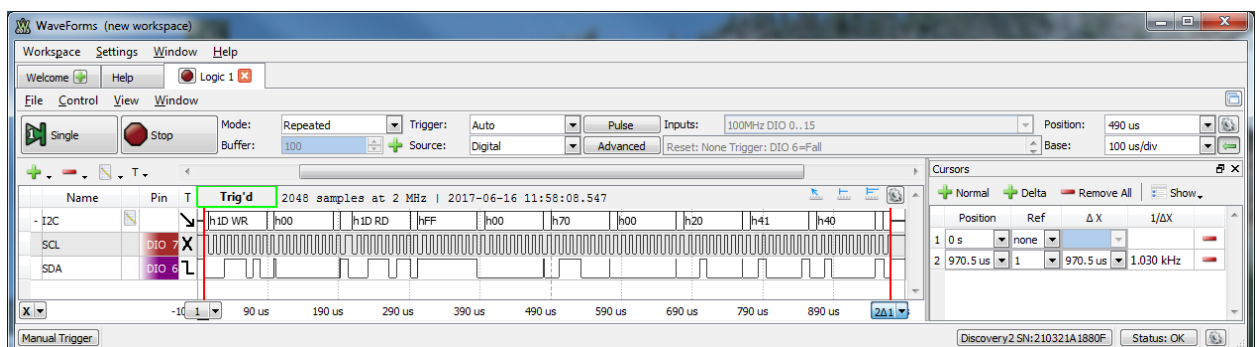 WaveForms (new workspace)
Workspace Settings Window Help
Welcome Help Logic 1
File Control View Window
Single Stop Mode: Repeated Trigger: Auto Pulse Inputs: 100MHz DIO 0..15 Position: 490 us
Buffer: 100 Source: Digital Advanced Reset: None Trigger: DIO 6=Fall Base: 100 us/div
T Cursors
Name Pin T Trig'd 2048 samples at 2 MHz | 2017-06-16 11:58:08.547 Normal Delta Remove All Show
- I2C h1D WR h00 h1D RD hFF h00 h70 h00 h20 h41 h40 Position Ref Δ X 1/ΔX
SCL DIO 7 X 1 0 s none
SDA DIO 6 2 970.5 us 1 970.5 us 1.030 kHz
X 1 90 us 190 us 290 us 390 us 490 us 590 us 690 us 790 us 890 us 2Δ1
Manual Trigger Discovery2 SN:210321A1880F Status: OK